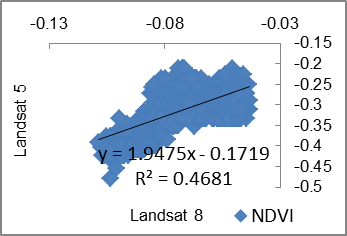 -0.13 -0.08 -0.03
-0.15
-0.2
-0.25
-0.3
-0.35
-0.4
-0.45
-0.5
Landsat 5
y = 1.9475x - 0.1719
R² = 0.4681
Landsat 8 NDVI